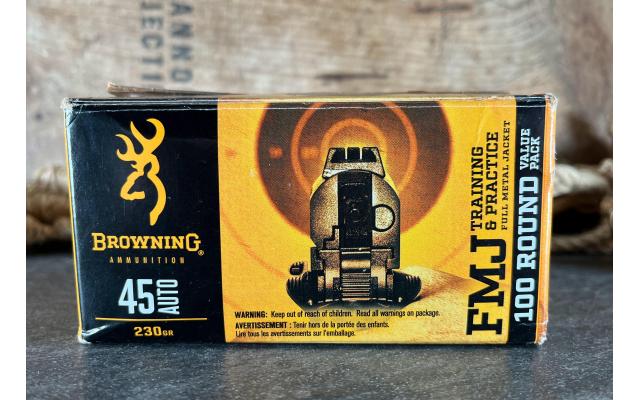 BROWNING®
AMMUNITION
45 AUTO
230GR
WARNING: Keep out of reach of children. Read all warnings on package.
AVERTISSEMENT : Tenir hors de la portée des enfants.
Lire tous les avertissements sur l'emballage.
FMJ
TRAINING
& PRACTICE
FULL METAL JACKET
100 ROUND
VALUE
PACK